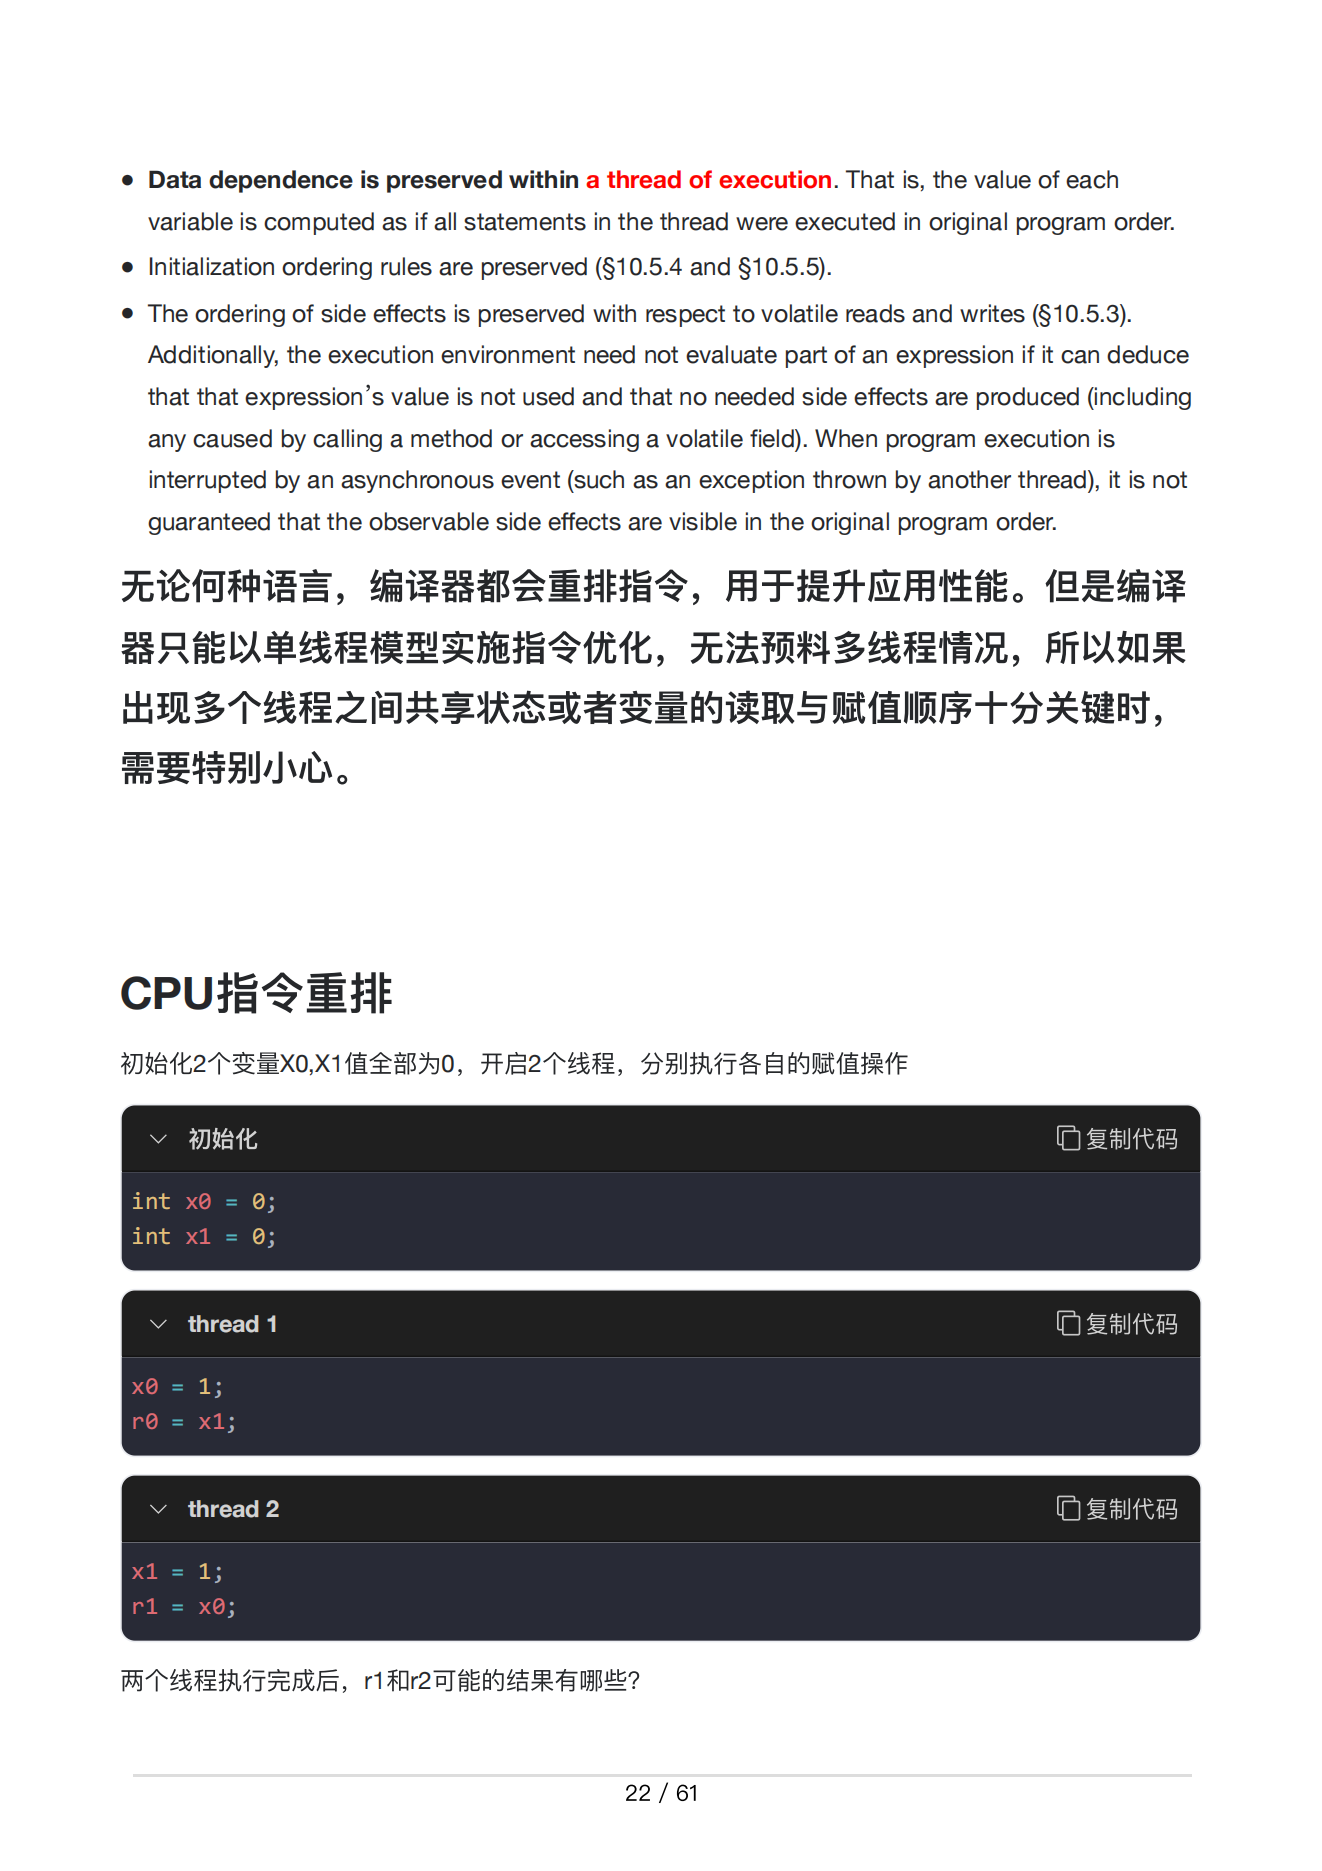 • Data dependence is preserved within a thread of execution. That is, the value of each
variable is computed as if all statements in the thread were executed in original program order.
• Initialization ordering rules are preserved (§10.5.4 and §10.5.5).
• The ordering of side effects is preserved with respect to volatile reads and writes (§10.5.3).
Additionally, the execution environment need not evaluate part of an expression if it can deduce
that that expression’s value is not used and that no needed side effects are produced (including
any caused by calling a method or accessing a volatile field). When program execution is
interrupted by an asynchronous event (such as an exception thrown by another thread), it is not
guaranteed that the observable side effects are visible in the original program order.
无论何种语言，编译器都会重排指令，用于提升应用性能。但是编译
器只能以单线程模型实施指令优化，无法预料多线程情况，所以如果
出现多个线程之间共享状态或者变量的读取与赋值顺序十分关键时，
需要特别小心。
CPU指令重排
初始化2个变量X0,X1值全部为0，开启2个线程，分别执行各自的赋值操作
初始化 复制代码
int x0 = 0;
int x1 = 0;
thread 1 复制代码
x0 = 1;
r0 = x1;
thread 2 复制代码
x1 = 1;
r1 = x0;
两个线程执行完成后，r1和r2可能的结果有哪些?
22 / 61